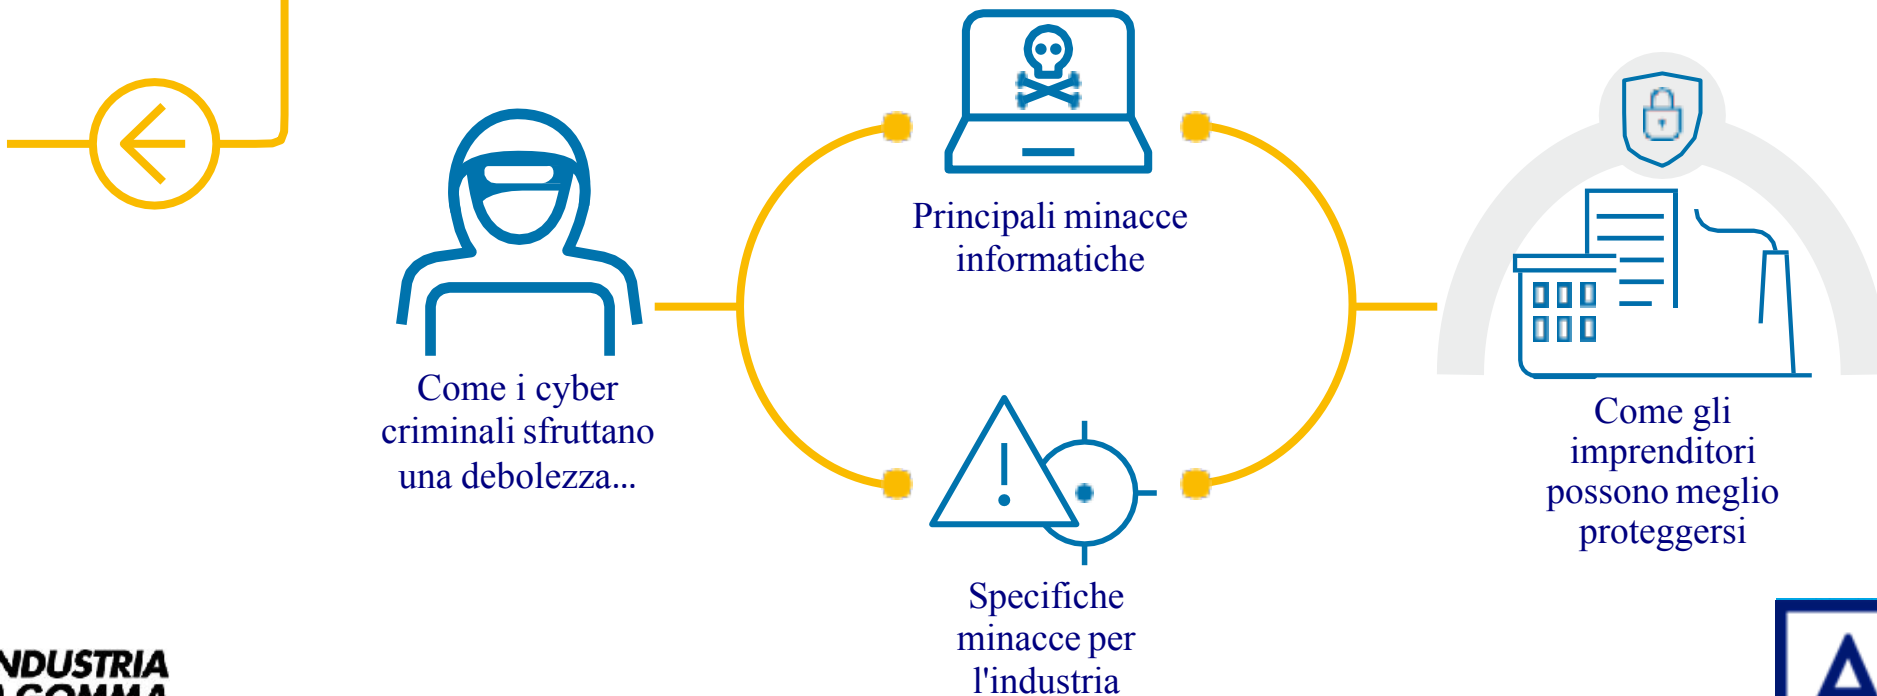 Principali minacce
informatiche
Come i cyber
criminali sfruttano
una debolezza...
Come gli
imprenditori
possono meglio
proteggersi
Specifiche
minacce per
l'industria
GOMMA
A